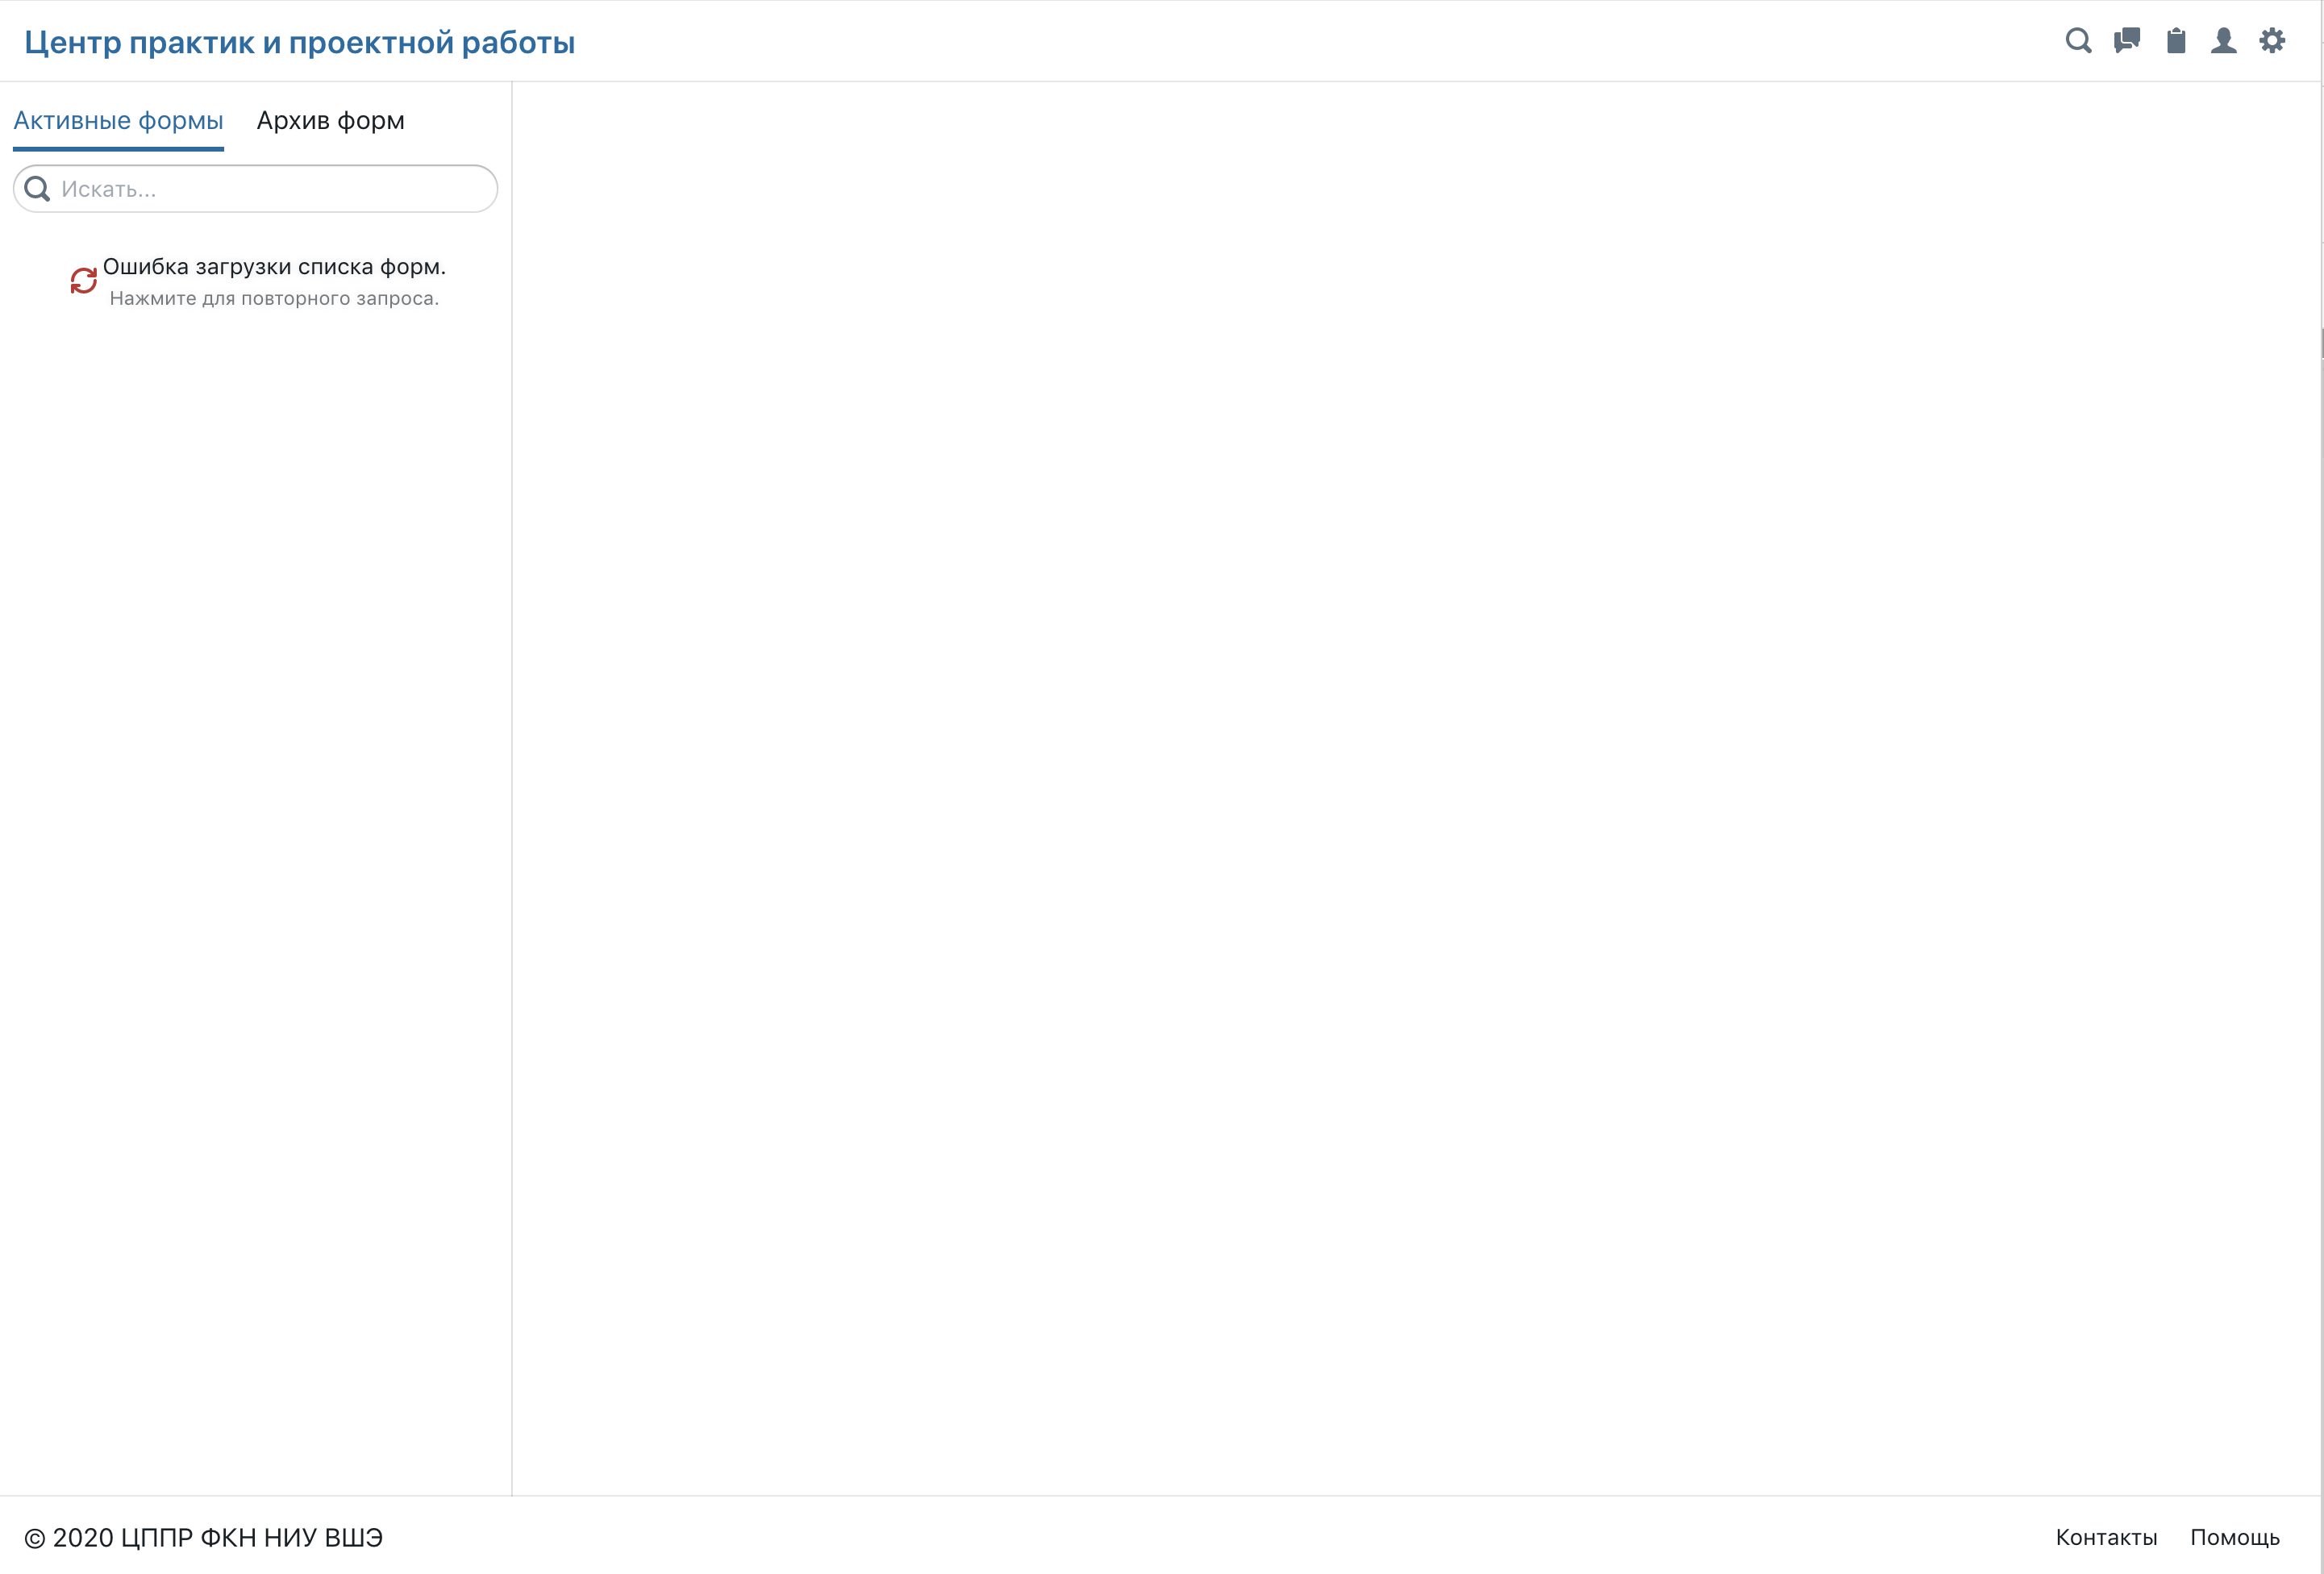 Центр практик и проектной работы
Активные формы Архив форм
Искать...
Ошибка загрузки списка форм.
Нажмите для повторного запроса.
© 2020 ЦППР ФКН НИУ ВШЭ
Контакты Помощь